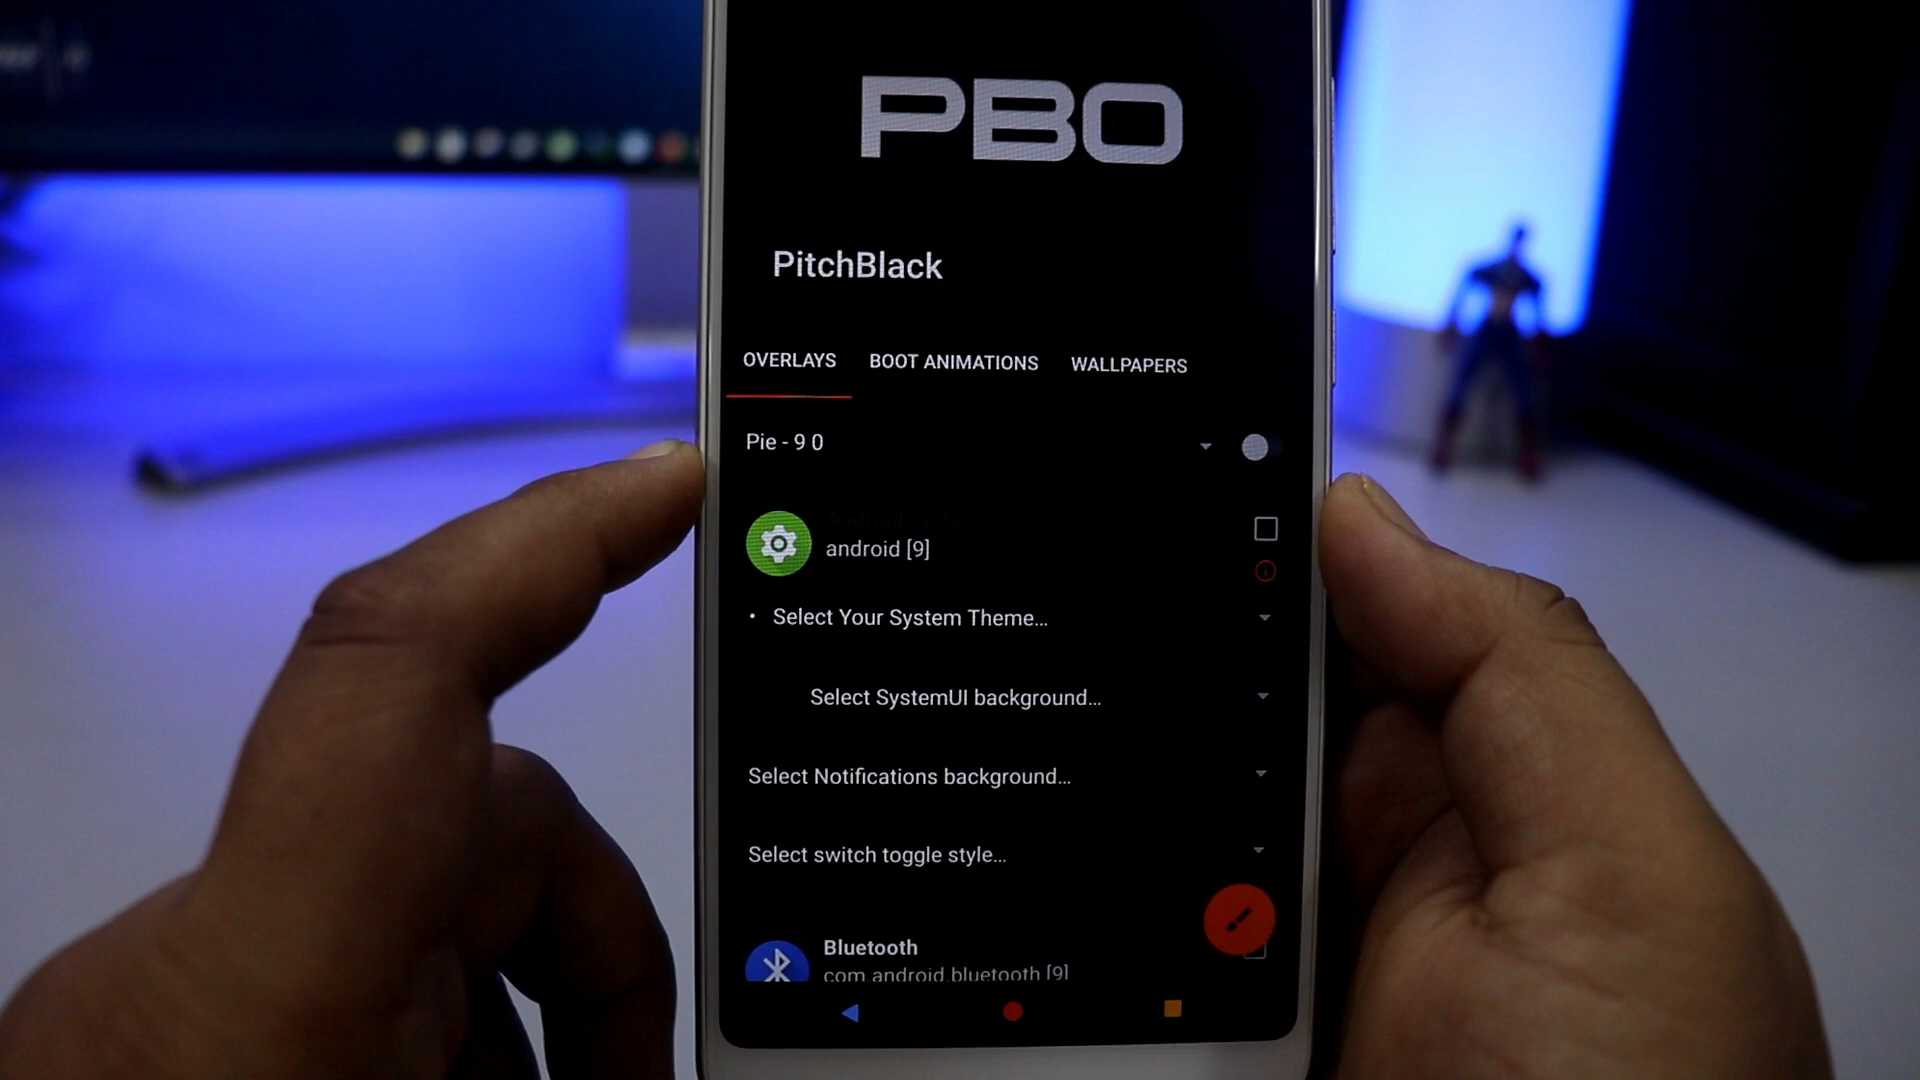 PBO
PitchBlack
OVERLAYS BOOT ANIMATIONS WALLPAPERS
Pie - 9 0
android [9]
• Select Your System Theme...
Select SystemUI background...
Select Notifications background...
Select switch toggle style...
Bluetooth
com.android.bluetooth [9]